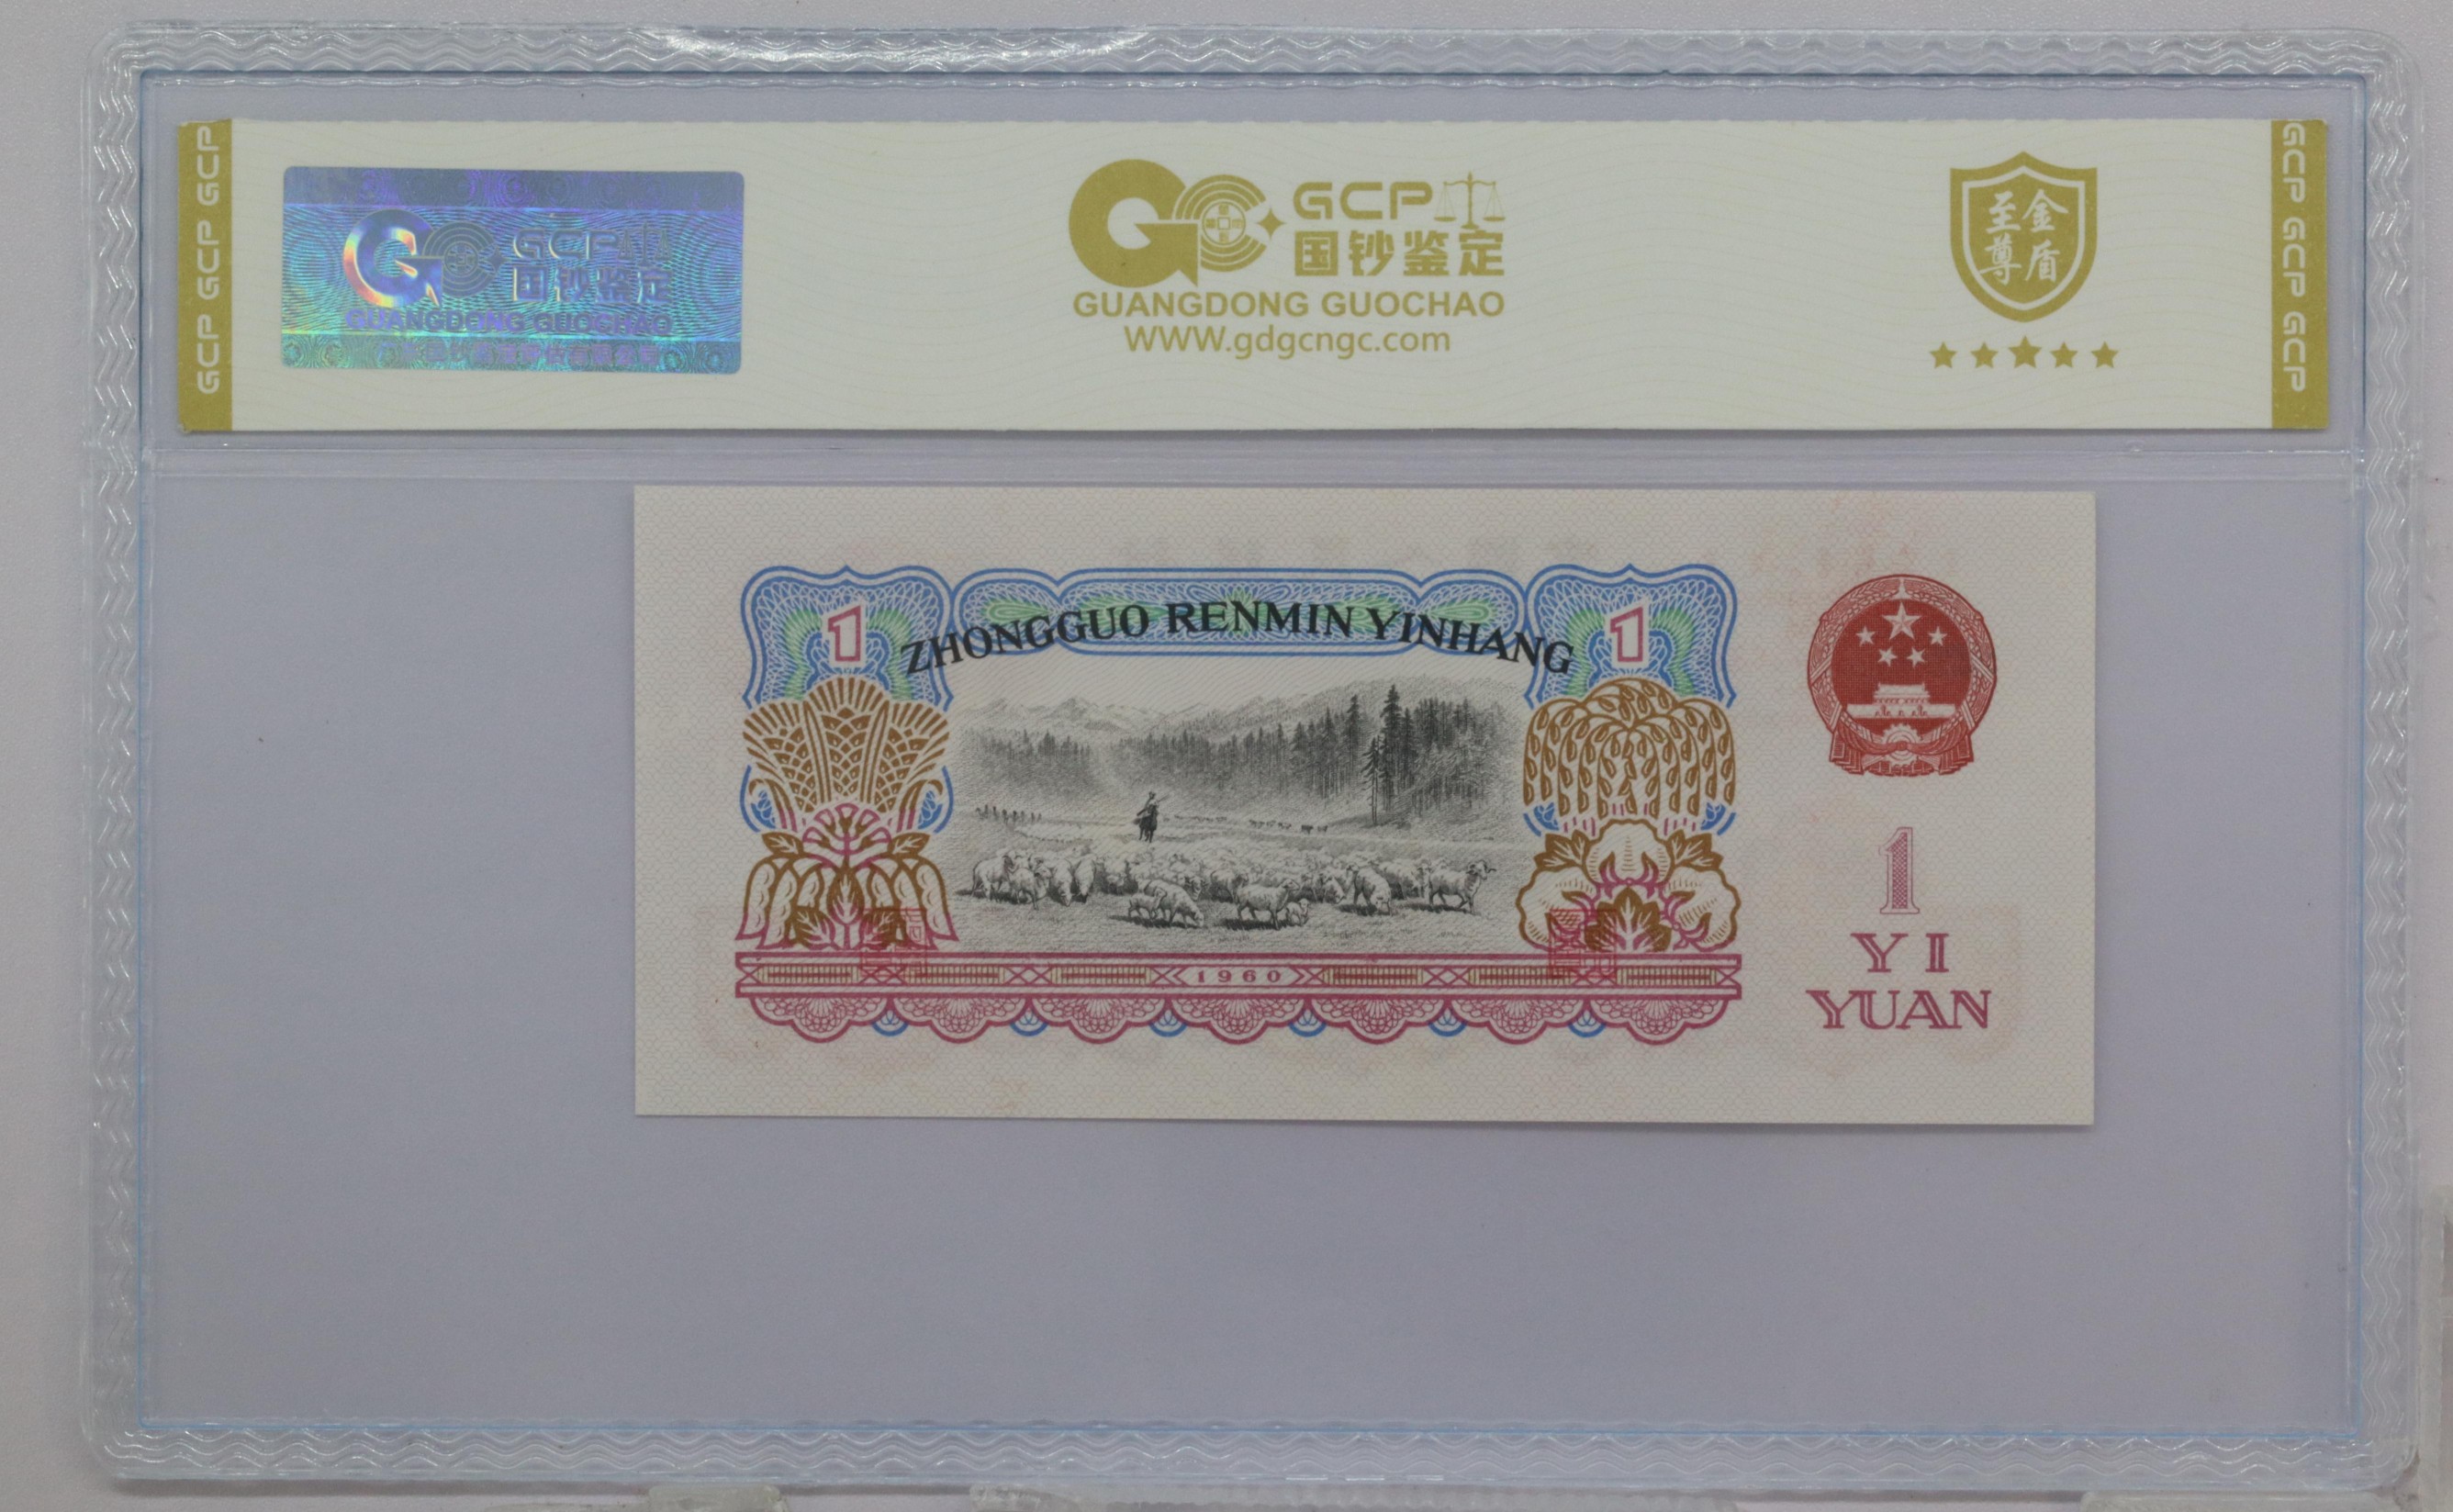 GCP GCP GCP
GCP
国钞鉴定
GUANGDONG GUOCHAO
GCP
国钞鉴定
GUANGDONG GUOCHAO
WWW.gdgcngc.com
金盾
至尊
GCP GCP GCP
1
ZHONGGUO RENMIN YINHANG
1
1960
1
YI
YUAN